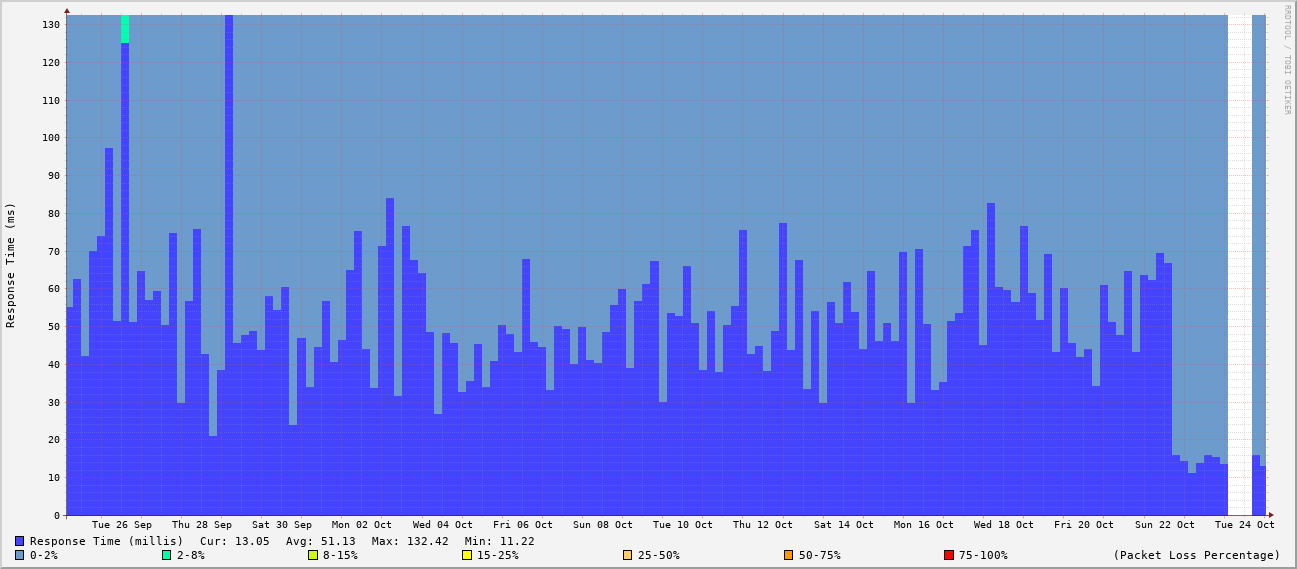 130
120
110
100
90
80
70
60
50
40
30
20
10
0
Response Time (ms)
RRDTOOL / TOBI OETIKER
Tue 26 Sep Thu 28 Sep Sat 30 Sep Mon 02 Oct Wed 04 Oct Fri 06 Oct Sun 08 Oct Tue 10 Oct Thu 12 Oct Sat 14 Oct Mon 16 Oct Wed 18 Oct Fri 20 Oct Sun 22 Oct Tue 24 Oct
Response Time (millis) Cur: 13.05 Avg: 51.13 Max: 132.42 Min: 11.22
0-2% 2-8% 8-15% 15-25% 25-50% 50-75% 75-100% (Packet Loss Percentage)